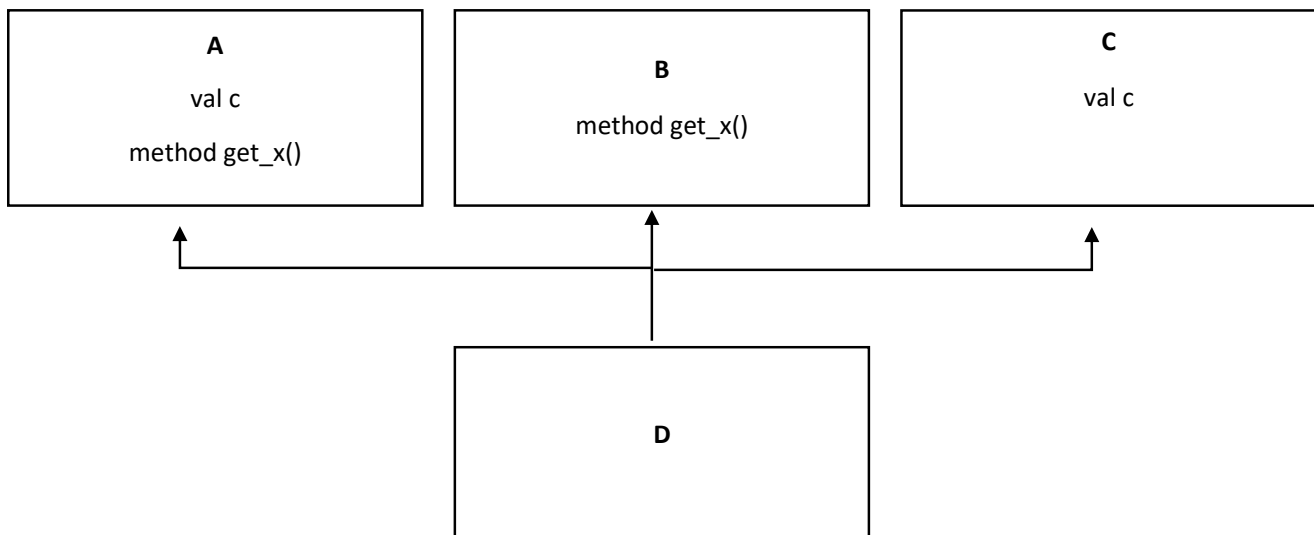 A
val c
method get_x()
B
method get_x()
C
val c
D